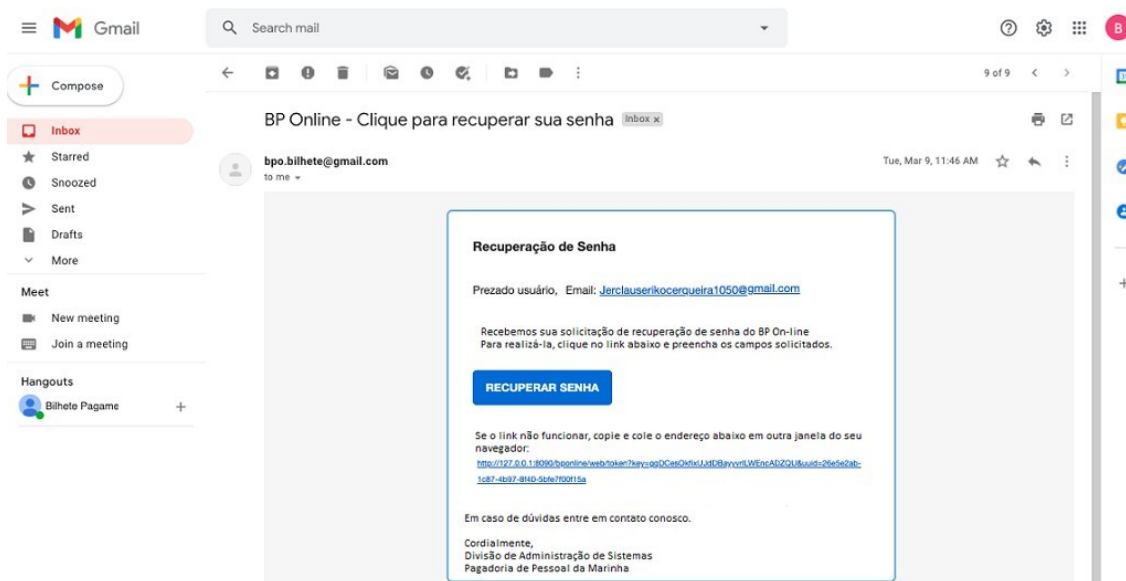 Gmail
Search mail
B
Compose
9 of 9
Inbox
Starred
Snoozed
Sent
Drafts
More
Meet
New meeting
Join a meeting
Hangouts
Bilhete Pagame
BP Online - Clique para recuperar sua senha Inbox x
bpo.bilhete@gmail.com Tue, Mar 9, 11:46 AM
to me
Recuperação de Senha
Prezado usuário, Email: Jerclauserikocerqueira1050@gmail.com
Recebemos sua solicitação de recuperação de senha do BP On-line
Para realizá-la, clique no link abaixo e preencha os campos solicitados.
RECUPERAR SENHA
Se o link não funcionar, copie e cole o endereço abaixo em outra janela do seu
navegador:
1c87-4b97-8f40-5bfe7f00f15a
Em caso de dúvidas entre em contato conosco.
Cordialmente,
Divisão de Administração de Sistemas
Pagadoria de Pessoal da Marinha